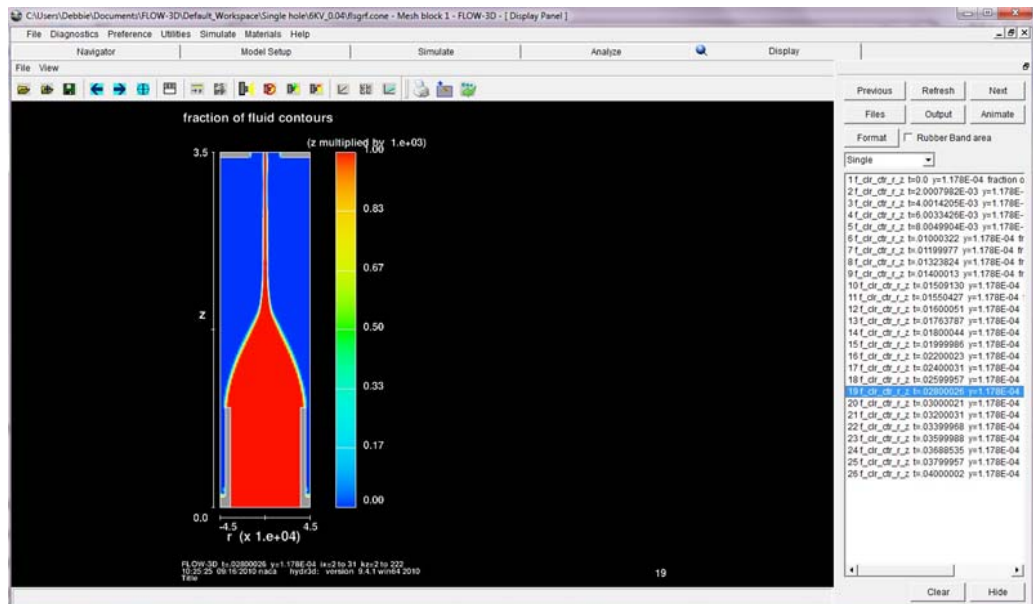 C:\Users\Debbie\Documents\FLOW-3D\Default_Workspace\Single hole\6KV_0.04\flsgrf.cone - Mesh block 1 - FLOW-3D - [ Display Panel ]
File Diagnostics Preference Utilities Simulate Materials Help
Navigator Model Setup Simulate Analyze Display
File View
Previous Refresh Next
Files Output Animate
Format Rubber Band area
Single
fraction of fluid contours
(z multiplied by 1.e+03)
3.5
z
0.0
-4.5 4.5
r (x 1.e+04)
1.00
0.83
0.67
0.50
0.33
0.17
0.00
FLOW-3D t=.02800026 y=1.178E-04 ix=2 to 31 kz=2 to 222
10:25:25 09/16/2010 naca hydr3d: version 9.4.1 win64 2010
Title
19
1 f_clr_ctr_r_z t=0.0 y=1.178E-04 fraction o
2 f_clr_ctr_r_z t=2.0007982E-03 y=1.178E-
3 f_clr_ctr_r_z t=4.0014205E-03 y=1.178E-
4 f_clr_ctr_r_z t=6.0033426E-03 y=1.178E-
5 f_clr_ctr_r_z t=8.0049904E-03 y=1.178E-
6 f_clr_ctr_r_z t=.01000322 y=1.178E-04 fr
7 f_clr_ctr_r_z t=.01199977 y=1.178E-04 fr
8 f_clr_ctr_r_z t=.01323824 y=1.178E-04 fr
9 f_clr_ctr_r_z t=.01400013 y=1.178E-04 fr
10 f_clr_ctr_r_z t=.01509130 y=1.178E-04
11 f_clr_ctr_r_z t=.01550427 y=1.178E-04
12 f_clr_ctr_r_z t=.01600051 y=1.178E-04
13 f_clr_ctr_r_z t=.01763787 y=1.178E-04
14 f_clr_ctr_r_z t=.01800044 y=1.178E-04
15 f_clr_ctr_r_z t=.01999986 y=1.178E-04
16 f_clr_ctr_r_z t=.02200023 y=1.178E-04
17 f_clr_ctr_r_z t=.02400031 y=1.178E-04
18 f_clr_ctr_r_z t=.02599957 y=1.178E-04
19 f_clr_ctr_r_z t=.02800026 y=1.178E-04
20 f_clr_ctr_r_z t=.03000021 y=1.178E-04
21 f_clr_ctr_r_z t=.03200031 y=1.178E-04
22 f_clr_ctr_r_z t=.03399968 y=1.178E-04
23 f_clr_ctr_r_z t=.03599988 y=1.178E-04
24 f_clr_ctr_r_z t=.03688535 y=1.178E-04
25 f_clr_ctr_r_z t=.03799957 y=1.178E-04
26 f_clr_ctr_r_z t=.04000002 y=1.178E-04
Clear Hide